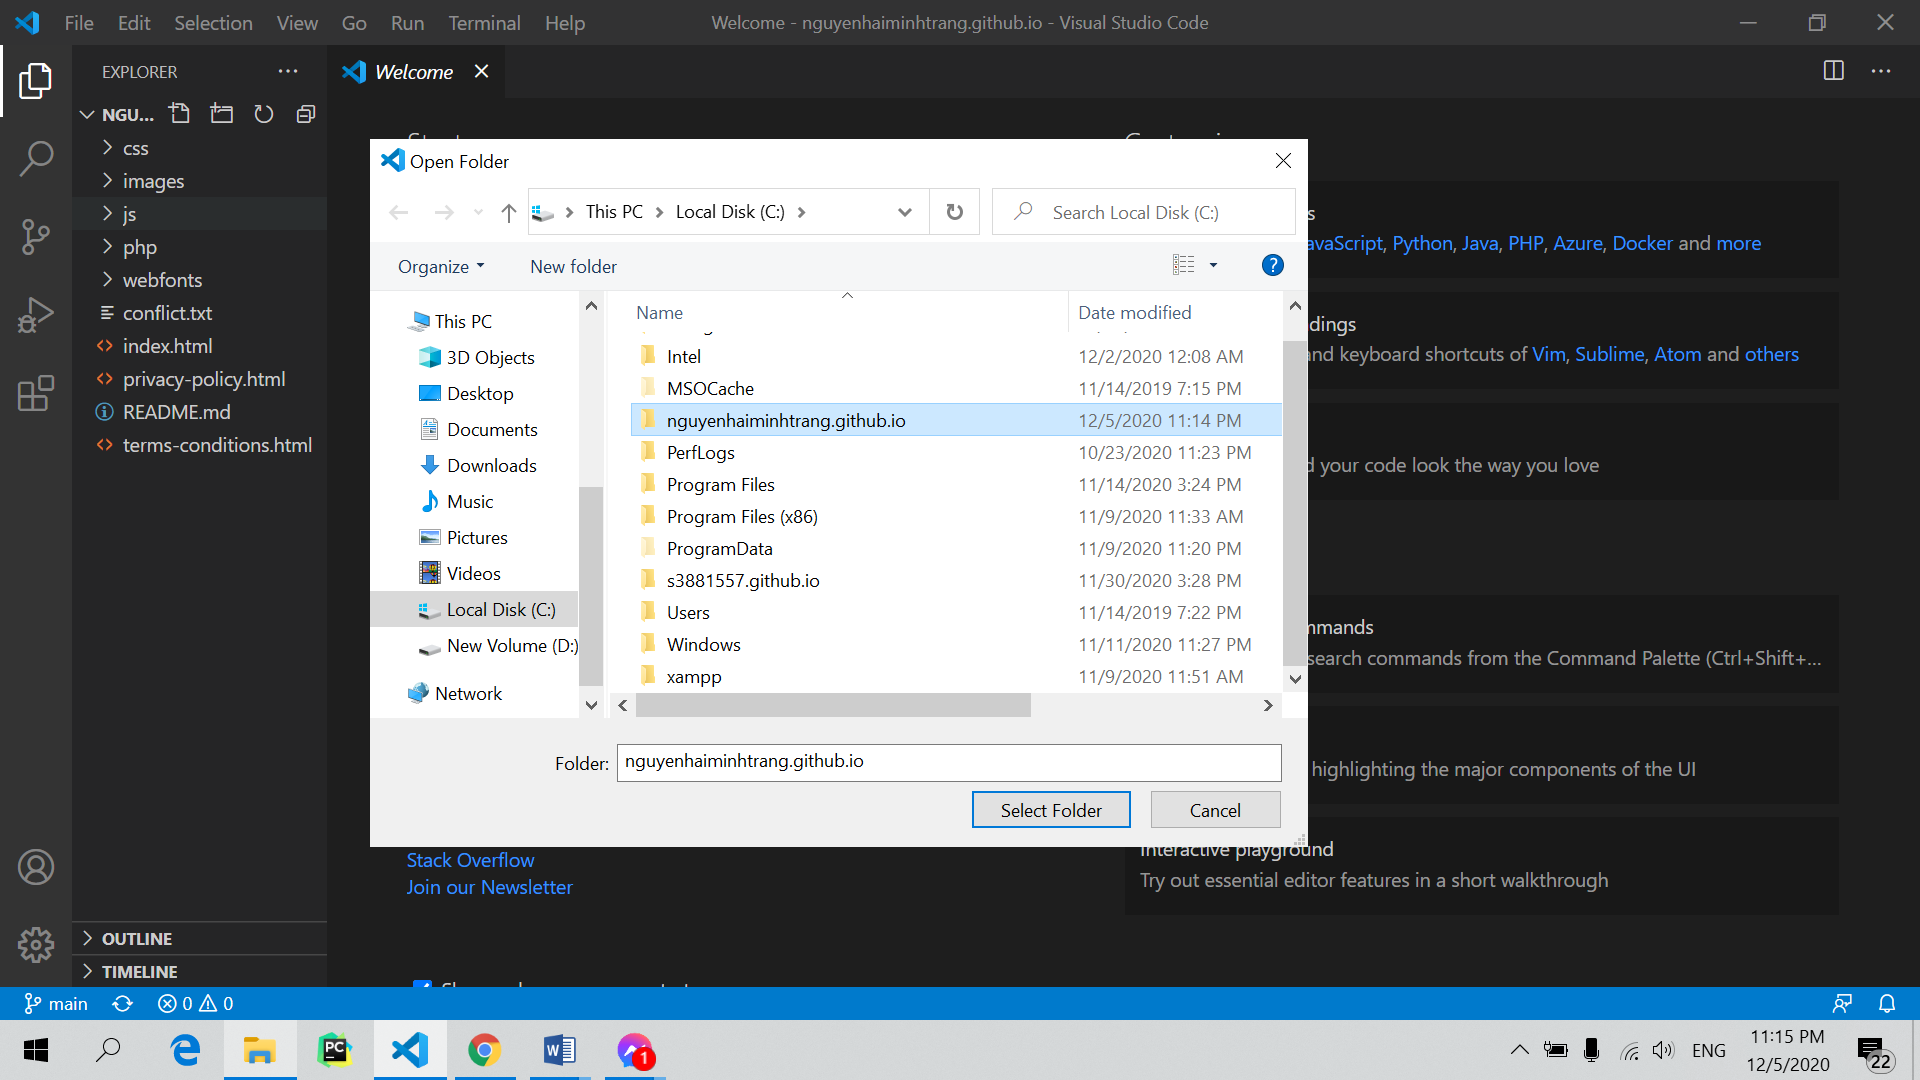 File Edit Selection View Go Run Terminal Help
Welcome - nguyenhaiminhtrang.github.io - Visual Studio Code
EXPLORER
Welcome
NGU...
css
images
js
php
webfonts
conflict.txt
index.html
privacy-policy.html
README.md
terms-conditions.html
OUTLINE
TIMELINE
Open Folder
This PC
Local Disk (C:)
Search Local Disk (C:)
Organize
New folder
This PC
3D Objects
Desktop
Documents
Downloads
Music
Pictures
Videos
Local Disk (C:)
New Volume (D:)
Network
Name Date modified
Intel 12/2/2020 12:08 AM
MSOCache 11/14/2019 7:15 PM
nguyenhaiminhtrang.github.io 12/5/2020 11:14 PM
PerfLogs 10/23/2020 11:23 PM
Program Files 11/14/2020 3:24 PM
Program Files (x86) 11/9/2020 11:33 AM
ProgramData 11/9/2020 11:20 PM
s3881557.github.io 11/30/2020 3:28 PM
Users 11/14/2019 7:22 PM
Windows 11/11/2020 11:27 PM
xampp 11/9/2020 11:51 AM
Folder: nguyenhaiminhtrang.github.io
Select Folder
Cancel
avaScript, Python, Java, PHP, Azure, Docker and more
dings
nd keyboard shortcuts of Vim, Sublime, Atom and others
d your code look the way you love
mmands
search commands from the Command Palette (Ctrl+Shift+...
highlighting the major components of the UI
Interactive playground
Try out essential editor features in a short walkthrough
Stack Overflow
Join our Newsletter
main 0 0
PC
1
ENG
11:15 PM
12/5/2020
22